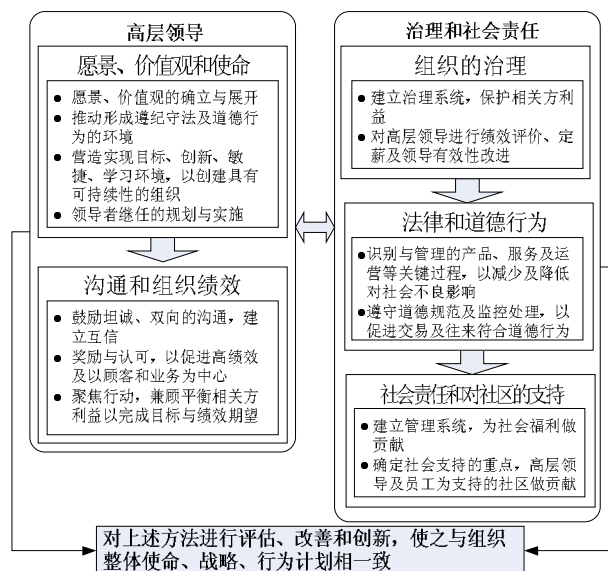 高层领导
愿景、价值观和使命
● 愿景、价值观的确立与展开
● 推动形成遵纪守法及道德行
为的环境
● 营造实现目标、创新、敏
捷、学习环境，以创建具有
可持续性的组织
● 领导者继任的规划与实施
沟通和组织绩效
● 鼓励坦诚、双向的沟通，建
立互信
● 奖励与认可，以促进高绩效
及以顾客和业务为中心
● 聚焦行动，兼顾平衡相关方
利益以完成目标与绩效期望
治理和社会责任
组织的治理
● 建立治理系统，保护相关方利
益
● 对高层领导进行绩效评价、定
薪及领导有效性改进
法律和道德行为
●识别与管理的产品、服务及运
营等关键过程，以减少及降低
对社会不良影响
●遵守道德规范及监控处理，以
促进交易及往来符合道德行为
社会责任和对社区的支持
●建立管理系统，为社会福利做
贡献
●确定社会支持的重点，高层领
导及员工为支持的社区做贡献
对上述方法进行评估、改善和创新，使之与组织
整体使命、战略、行为计划相一致